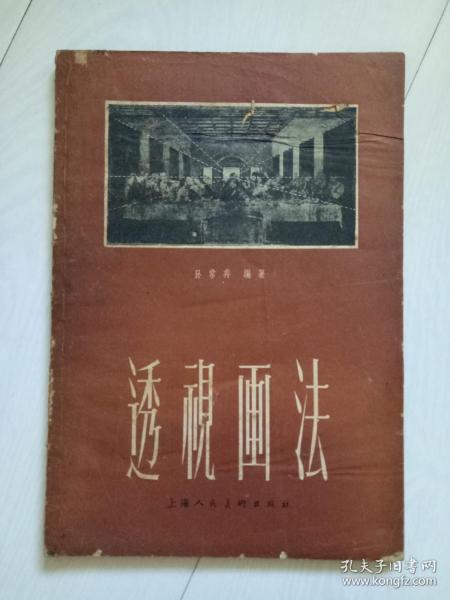 孙常非 编著
透視画法
上海人民美術出版社
孔夫子旧书网
www.kongfz.com